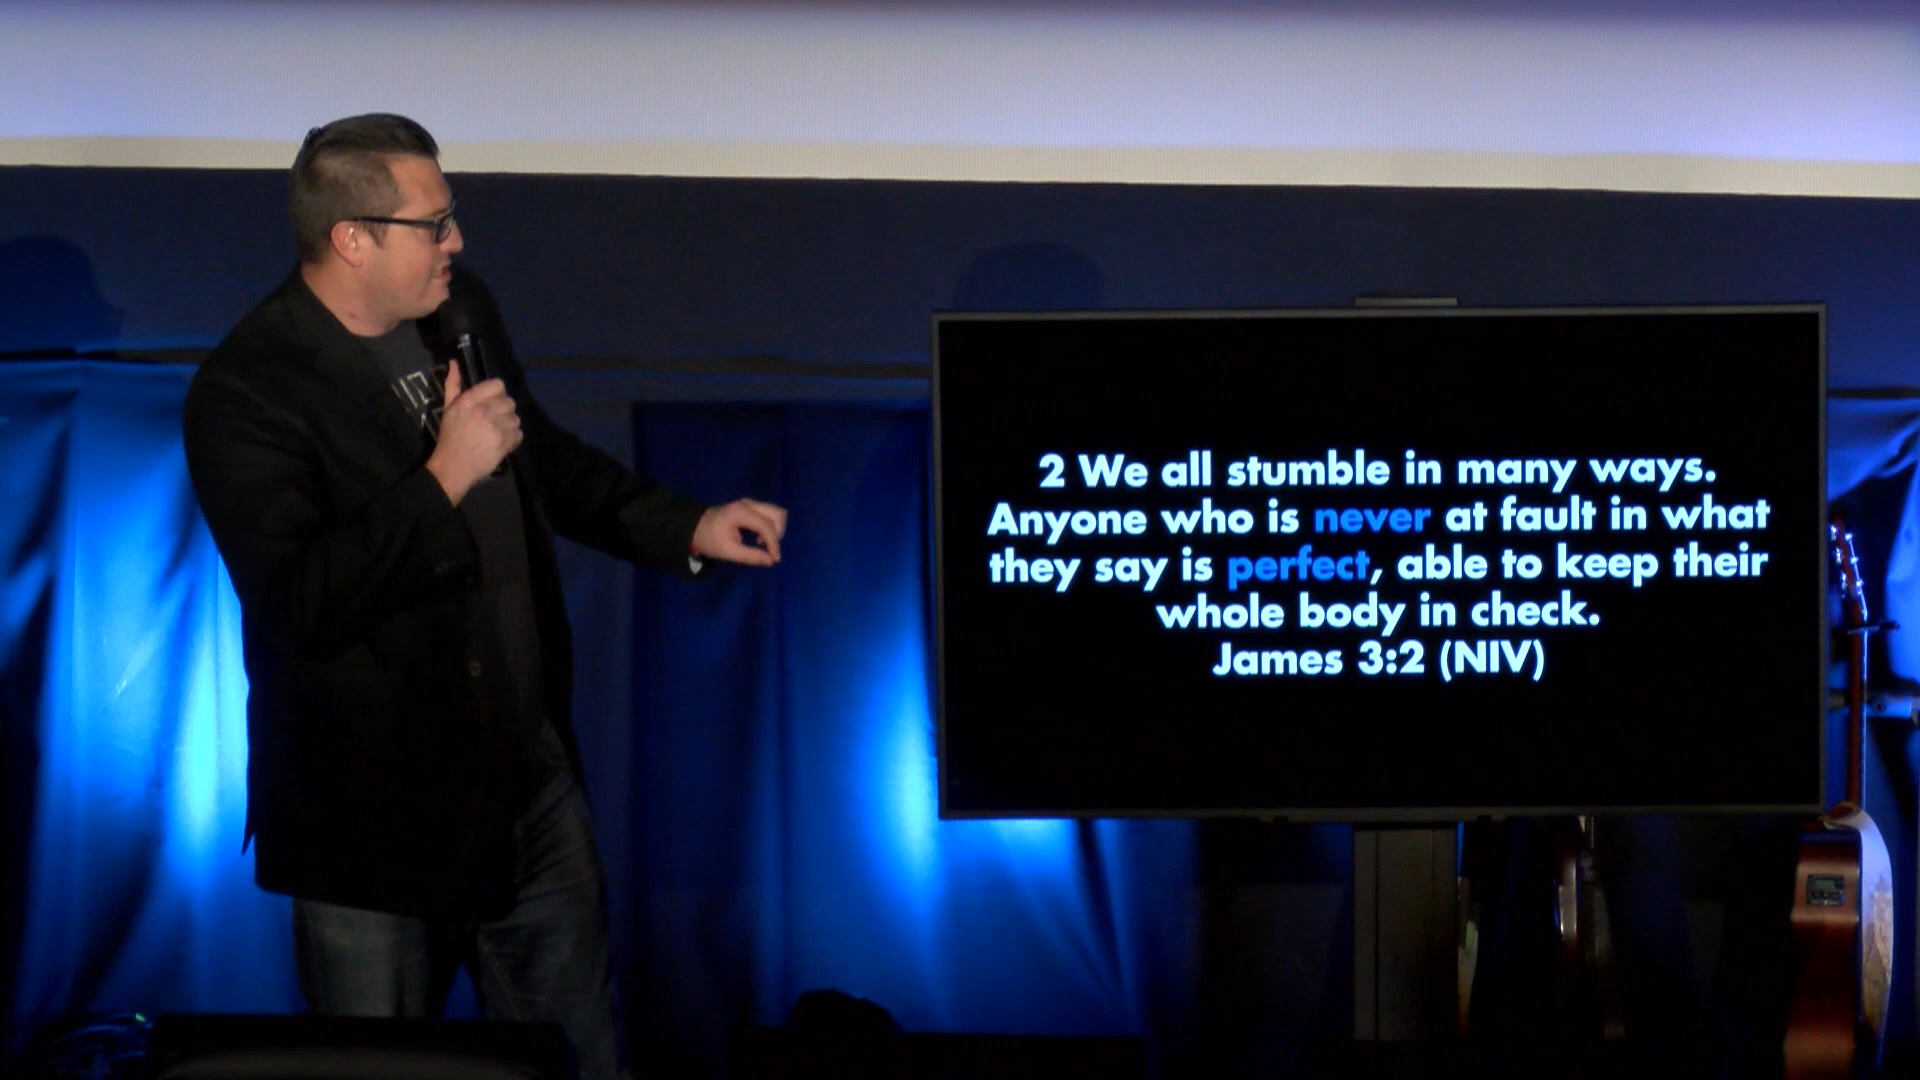 2 We all stumble in many ways.
Anyone who is never at fault in what
they say is perfect, able to keep their
whole body in check.
James 3:2 (NIV)